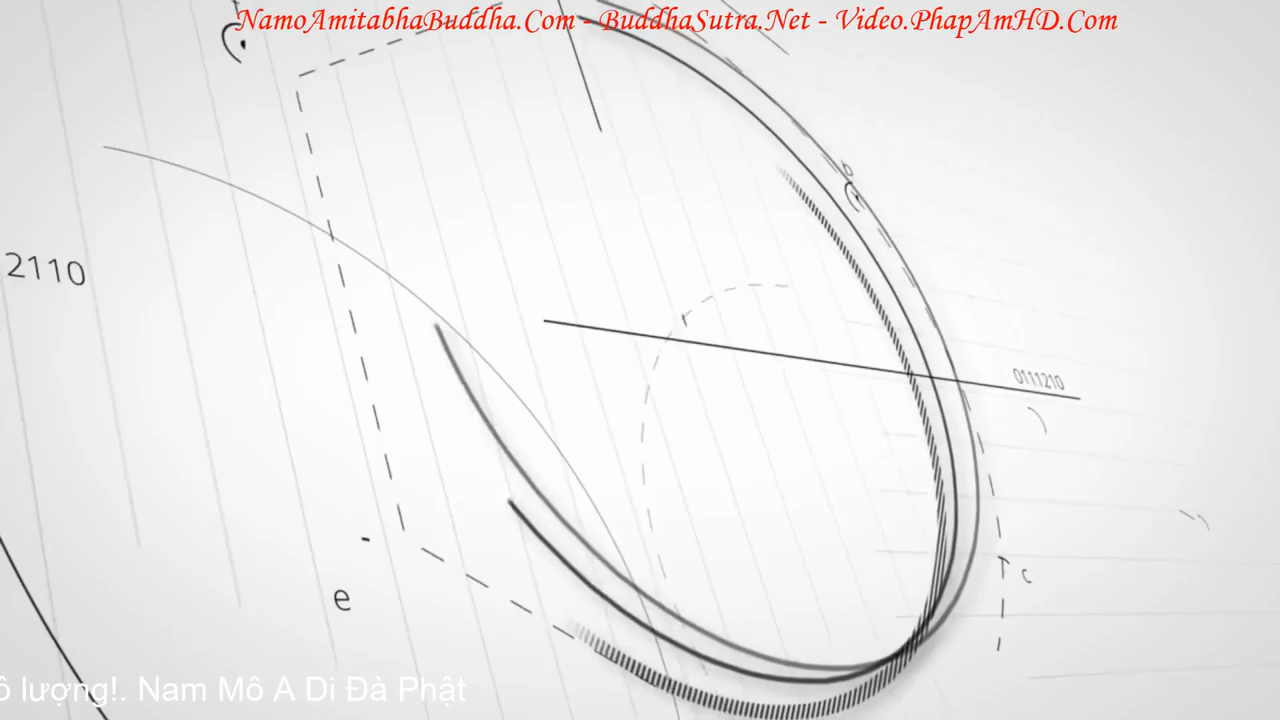 NamoAmitabhaBuddha.Com - BuddhaSutra.Net - Video.PhapAmHD.Com
b
2110
0111210
c
e
lượng!. Nam Mô A Di Đà Phật